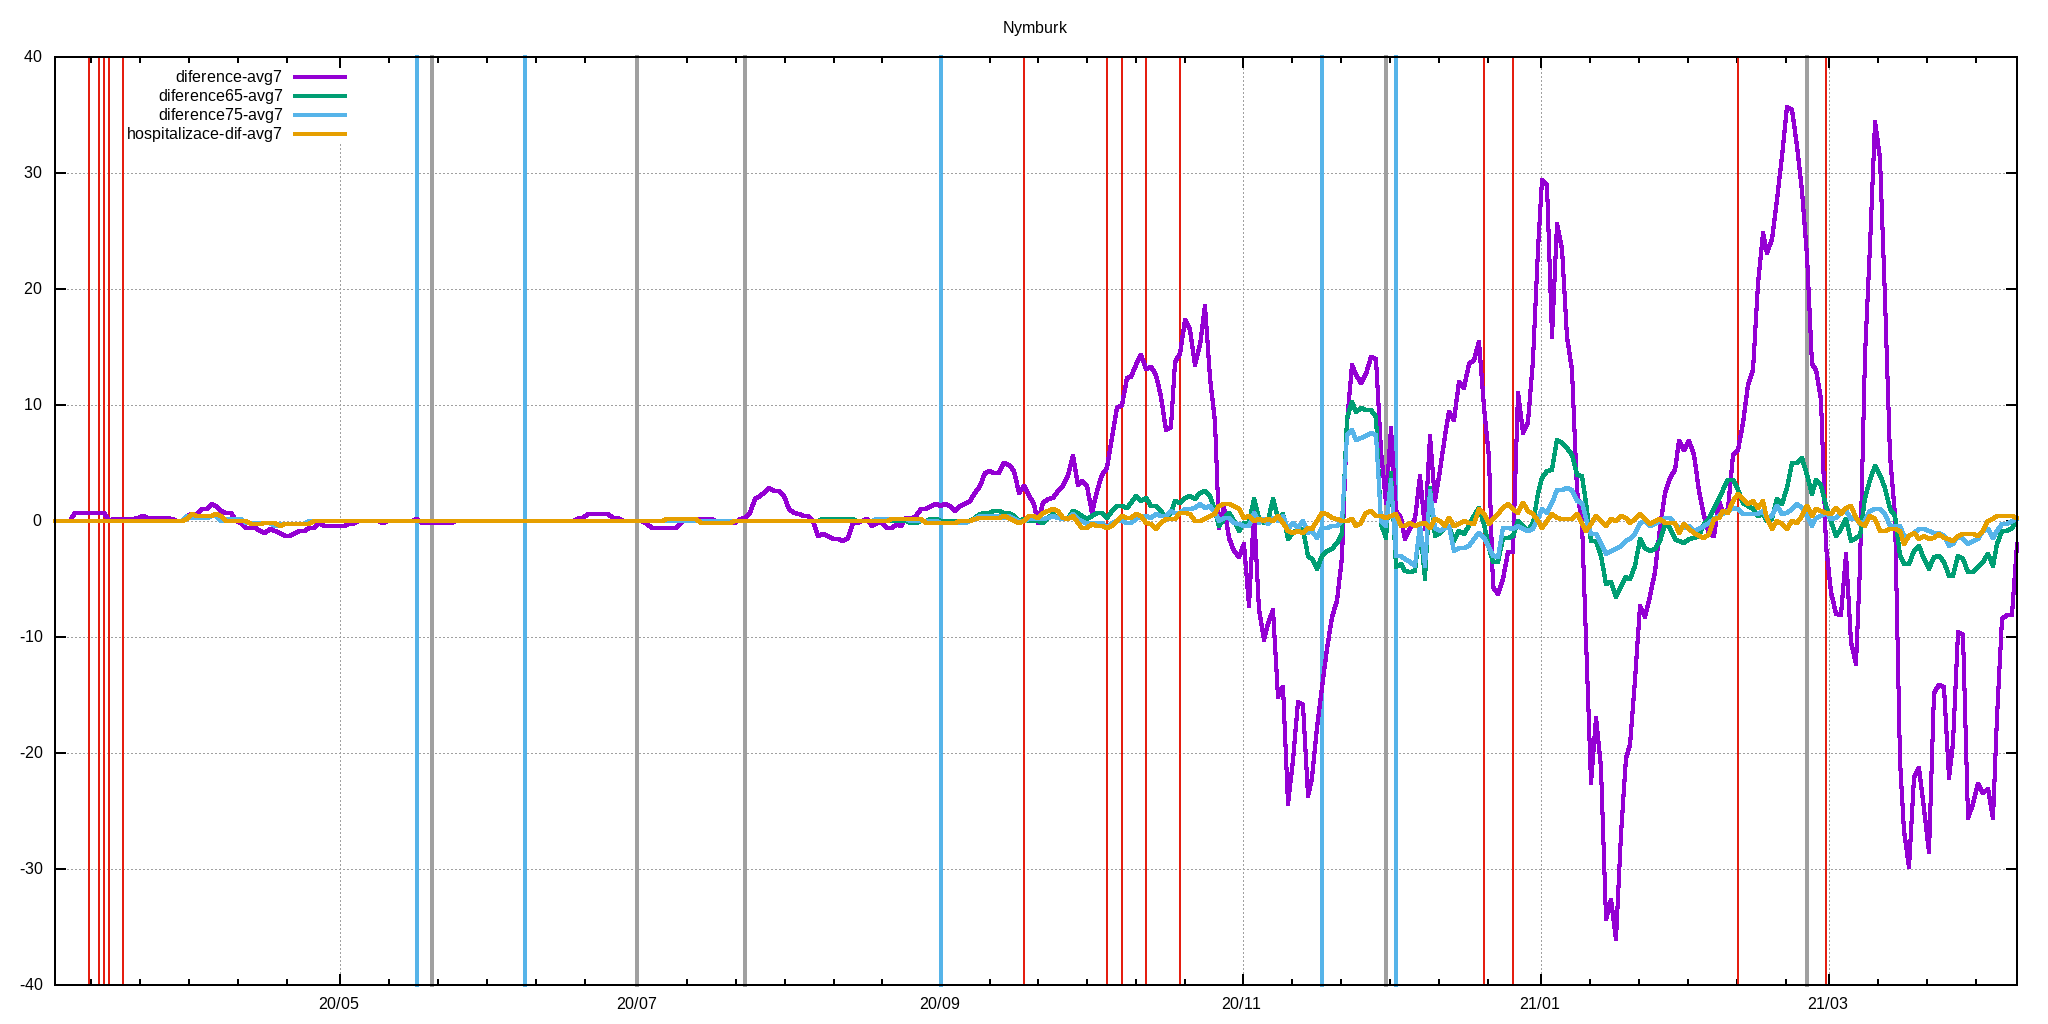 Nymburk
40
diference-avg7
diference65-avg7
diference75-avg7
hospitalizace-dif-avg7
30
20
10
0
-10
-20
-30
-40
20/05 20/07 20/09 20/11 21/01 21/03